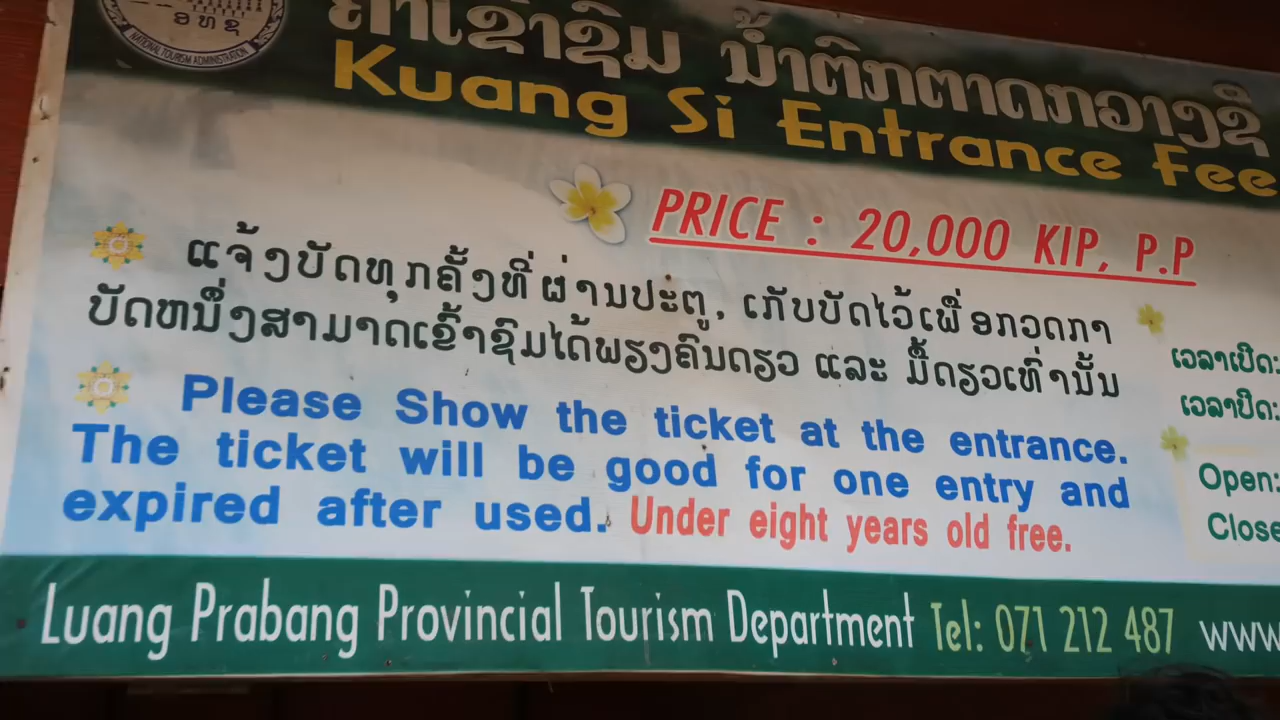 ອ ທ ຊ
NATIONAL TOURISM ADMINISTRATION
ຄ່າເຂົ້າຊົມ ນ້ຳຕົກຕາດກວາງຊີ
Kuang Si Entrance Fee
PRICE : 20,000 KIP, P.P
ແຈ້ງບັດທຸກຄັ້ງທີ່ຜ່ານປະຕູ, ເກັບບັດໄວ້ເພື່ອກວດກາ
ບັດຫນຶ່ງສາມາດເຂົ້າຊົມໄດ້ພຽງຄົນດຽວ ແລະ ມື້ດຽວເທົ່ານັ້ນ
Please Show the ticket at the entrance.
The ticket will be good for one entry and
expired after used. Under eight years old free.
ເວລາເປີດ:
ເວລາປິດ:
Open:
Close
Luang Prabang Provincial Tourism Department Tel: 071 212 487 www